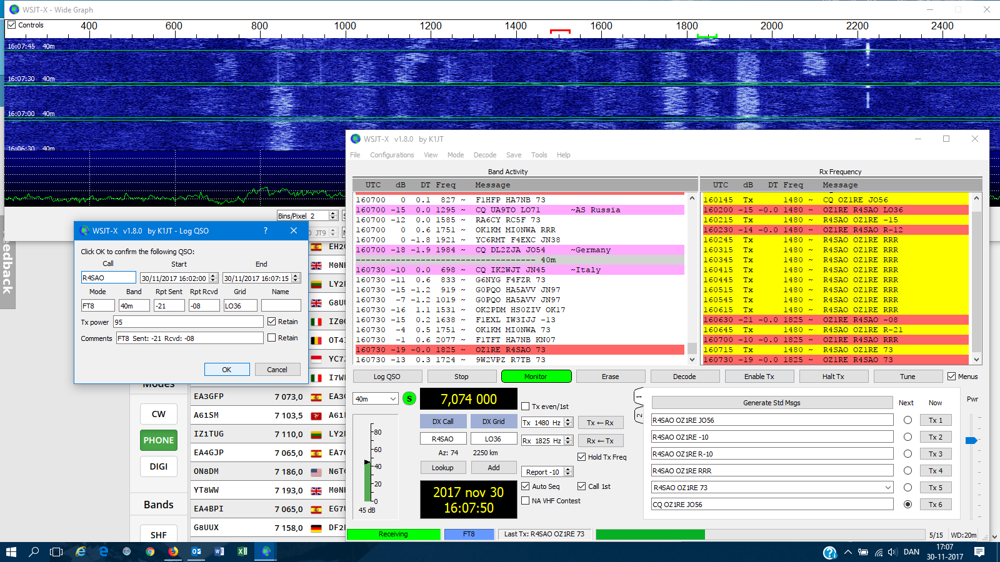 WSJT-X - Wide Graph
Controls
400 600 800 1000 1200 1400 1600 1800 2000 2200 2400
16:07:45 40m
16:07:30 40m
16:07:00 40m
16:06:30 40m
Bins/Pixel 2
JT9
WSJT-X v1.8.0 by K1JT - Log QSO
?
Click OK to confirm the following QSO:
Call Start End
R4SAO 30/11/2017 16:02:00 30/11/2017 16:07:15
Mode Band Rpt Sent Rpt Rcvd Grid Name
FT8 40m -21 -08 LO36
Tx power 95 Retain
Comments FT8 Sent: -21 Rcvd: -08 Retain
OK Cancel
edback
EH2
M0N
LY2
G8U
IZ0
OT4
YC7
I7W
Modes
CW
PHONE
DIGI
Bands
SHF
EA3GFP 7 073,0 EA3
A61SM 7 103,5 A61
IZ1TUG 7 110,0 LY2
EA4GJP 7 065,0 EA7
ON8DM 7 186,0 N6T
YT8WW 7 193,0 M0N
EA4BPI 7 065,0 EG7
G8UUX 7 158,0 DF2
WSJT-X v1.8.0 by K1JT
File Configurations View Mode Decode Save Tools Help
Band Activity
UTC dB DT Freq Message
160700 0 0.1 827 ~ F1HFP HA7NB 73
160700 -15 0.0 1295 ~ CQ UA9TO LO71 ~AS Russia
160700 -12 0.0 1585 ~ RA6CY RC5F 73
160700 0 0.6 1751 ~ OK1KM MI0NWA RRR
160700 0 -1.8 1921 ~ YC6RMT F4EXC JN38
160700 -18 -1.9 1984 ~ CQ DL2ZJA JO54 ~Germany
---------------------------------- 40m
160730 -10 0.0 698 ~ CQ IK2WJT JN45 ~Italy
160730 -11 0.6 833 ~ G6NYG F4FZR 73
160730 -15 -1.2 919 ~ G0PQO HA5AVV JN97
160730 -7 -1.2 1019 ~ G0PQO HA5AVV JN97
160730 -16 1.1 1531 ~ OK2PDM HS0ZIV OK17
160730 -15 0.2 1638 ~ F1EXL IW3IJJ -13
160730 -4 0.5 1751 ~ OK1KM MI0NWA 73
160730 -1 0.6 2077 ~ F1TFT HA7NB KN07
160730 -19 -0.0 1825 ~ OZ1RE R4SAO 73
160730 -13 0.3 1724 ~ 9W2VPZ R7TB 73
Rx Frequency
UTC dB DT Freq Message
160145 Tx 1480 ~ CQ OZ1RE JO56
160200 -15 -0.0 1480 ~ OZ1RE R4SAO LO36
160215 Tx 1480 ~ R4SAO OZ1RE -15
160230 -14 -0.0 1480 ~ OZ1RE R4SAO R-12
160245 Tx 1480 ~ R4SAO OZ1RE RRR
160315 Tx 1480 ~ R4SAO OZ1RE RRR
160345 Tx 1480 ~ R4SAO OZ1RE RRR
160415 Tx 1480 ~ R4SAO OZ1RE RRR
160445 Tx 1480 ~ R4SAO OZ1RE RRR
160515 Tx 1480 ~ R4SAO OZ1RE RRR
160545 Tx 1480 ~ R4SAO OZ1RE RRR
160615 Tx 1480 ~ R4SAO OZ1RE RRR
160630 -21 -0.0 1825 ~ OZ1RE R4SAO -08
160645 Tx 1480 ~ R4SAO OZ1RE R-21
160700 -10 -0.0 1825 ~ OZ1RE R4SAO RRR
160715 Tx 1480 ~ R4SAO OZ1RE 73
160730 -19 -0.0 1825 ~ OZ1RE R4SAO 73
Log QSO Stop Monitor Erase Decode Enable Tx Halt Tx Tune Menus
40m S 7,074 000
80
60
40
20
0
45 dB
DX Call DX Grid
R4SAO LO36
Az: 74 2250 km
Lookup Add
2017 nov 30
16:07:50
Tx even/1st
Tx 1480 Hz Tx ← Rx
Rx 1825 Hz Rx ← Tx
Hold Tx Freq
Report -10
Auto Seq Call 1st
NA VHF Contest
1
2
Generate Std Msgs Next Now Pwr
R4SAO OZ1RE JO56 Tx 1
R4SAO OZ1RE -10 Tx 2
R4SAO OZ1RE R-10 Tx 3
R4SAO OZ1RE RRR Tx 4
R4SAO OZ1RE 73 Tx 5
CQ OZ1RE JO56 Tx 6
Receiving FT8 Last Tx: R4SAO OZ1RE 73 5/15 WD:20m
DAN 17:07
30-11-2017